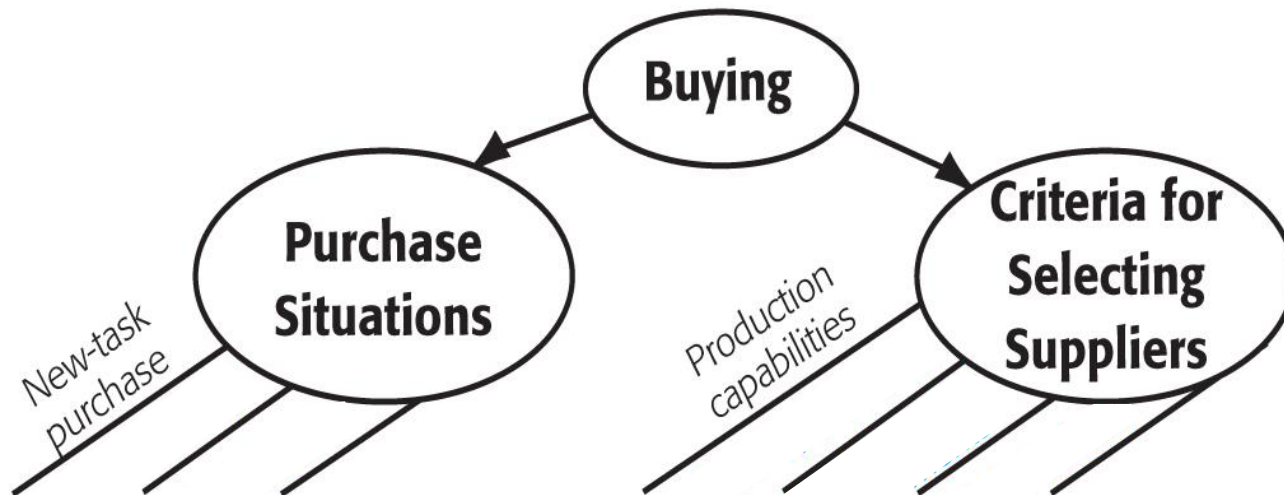 Buying
Purchase
Situations
New-task
purchase
Criteria for
Selecting
Suppliers
Production
capabilities